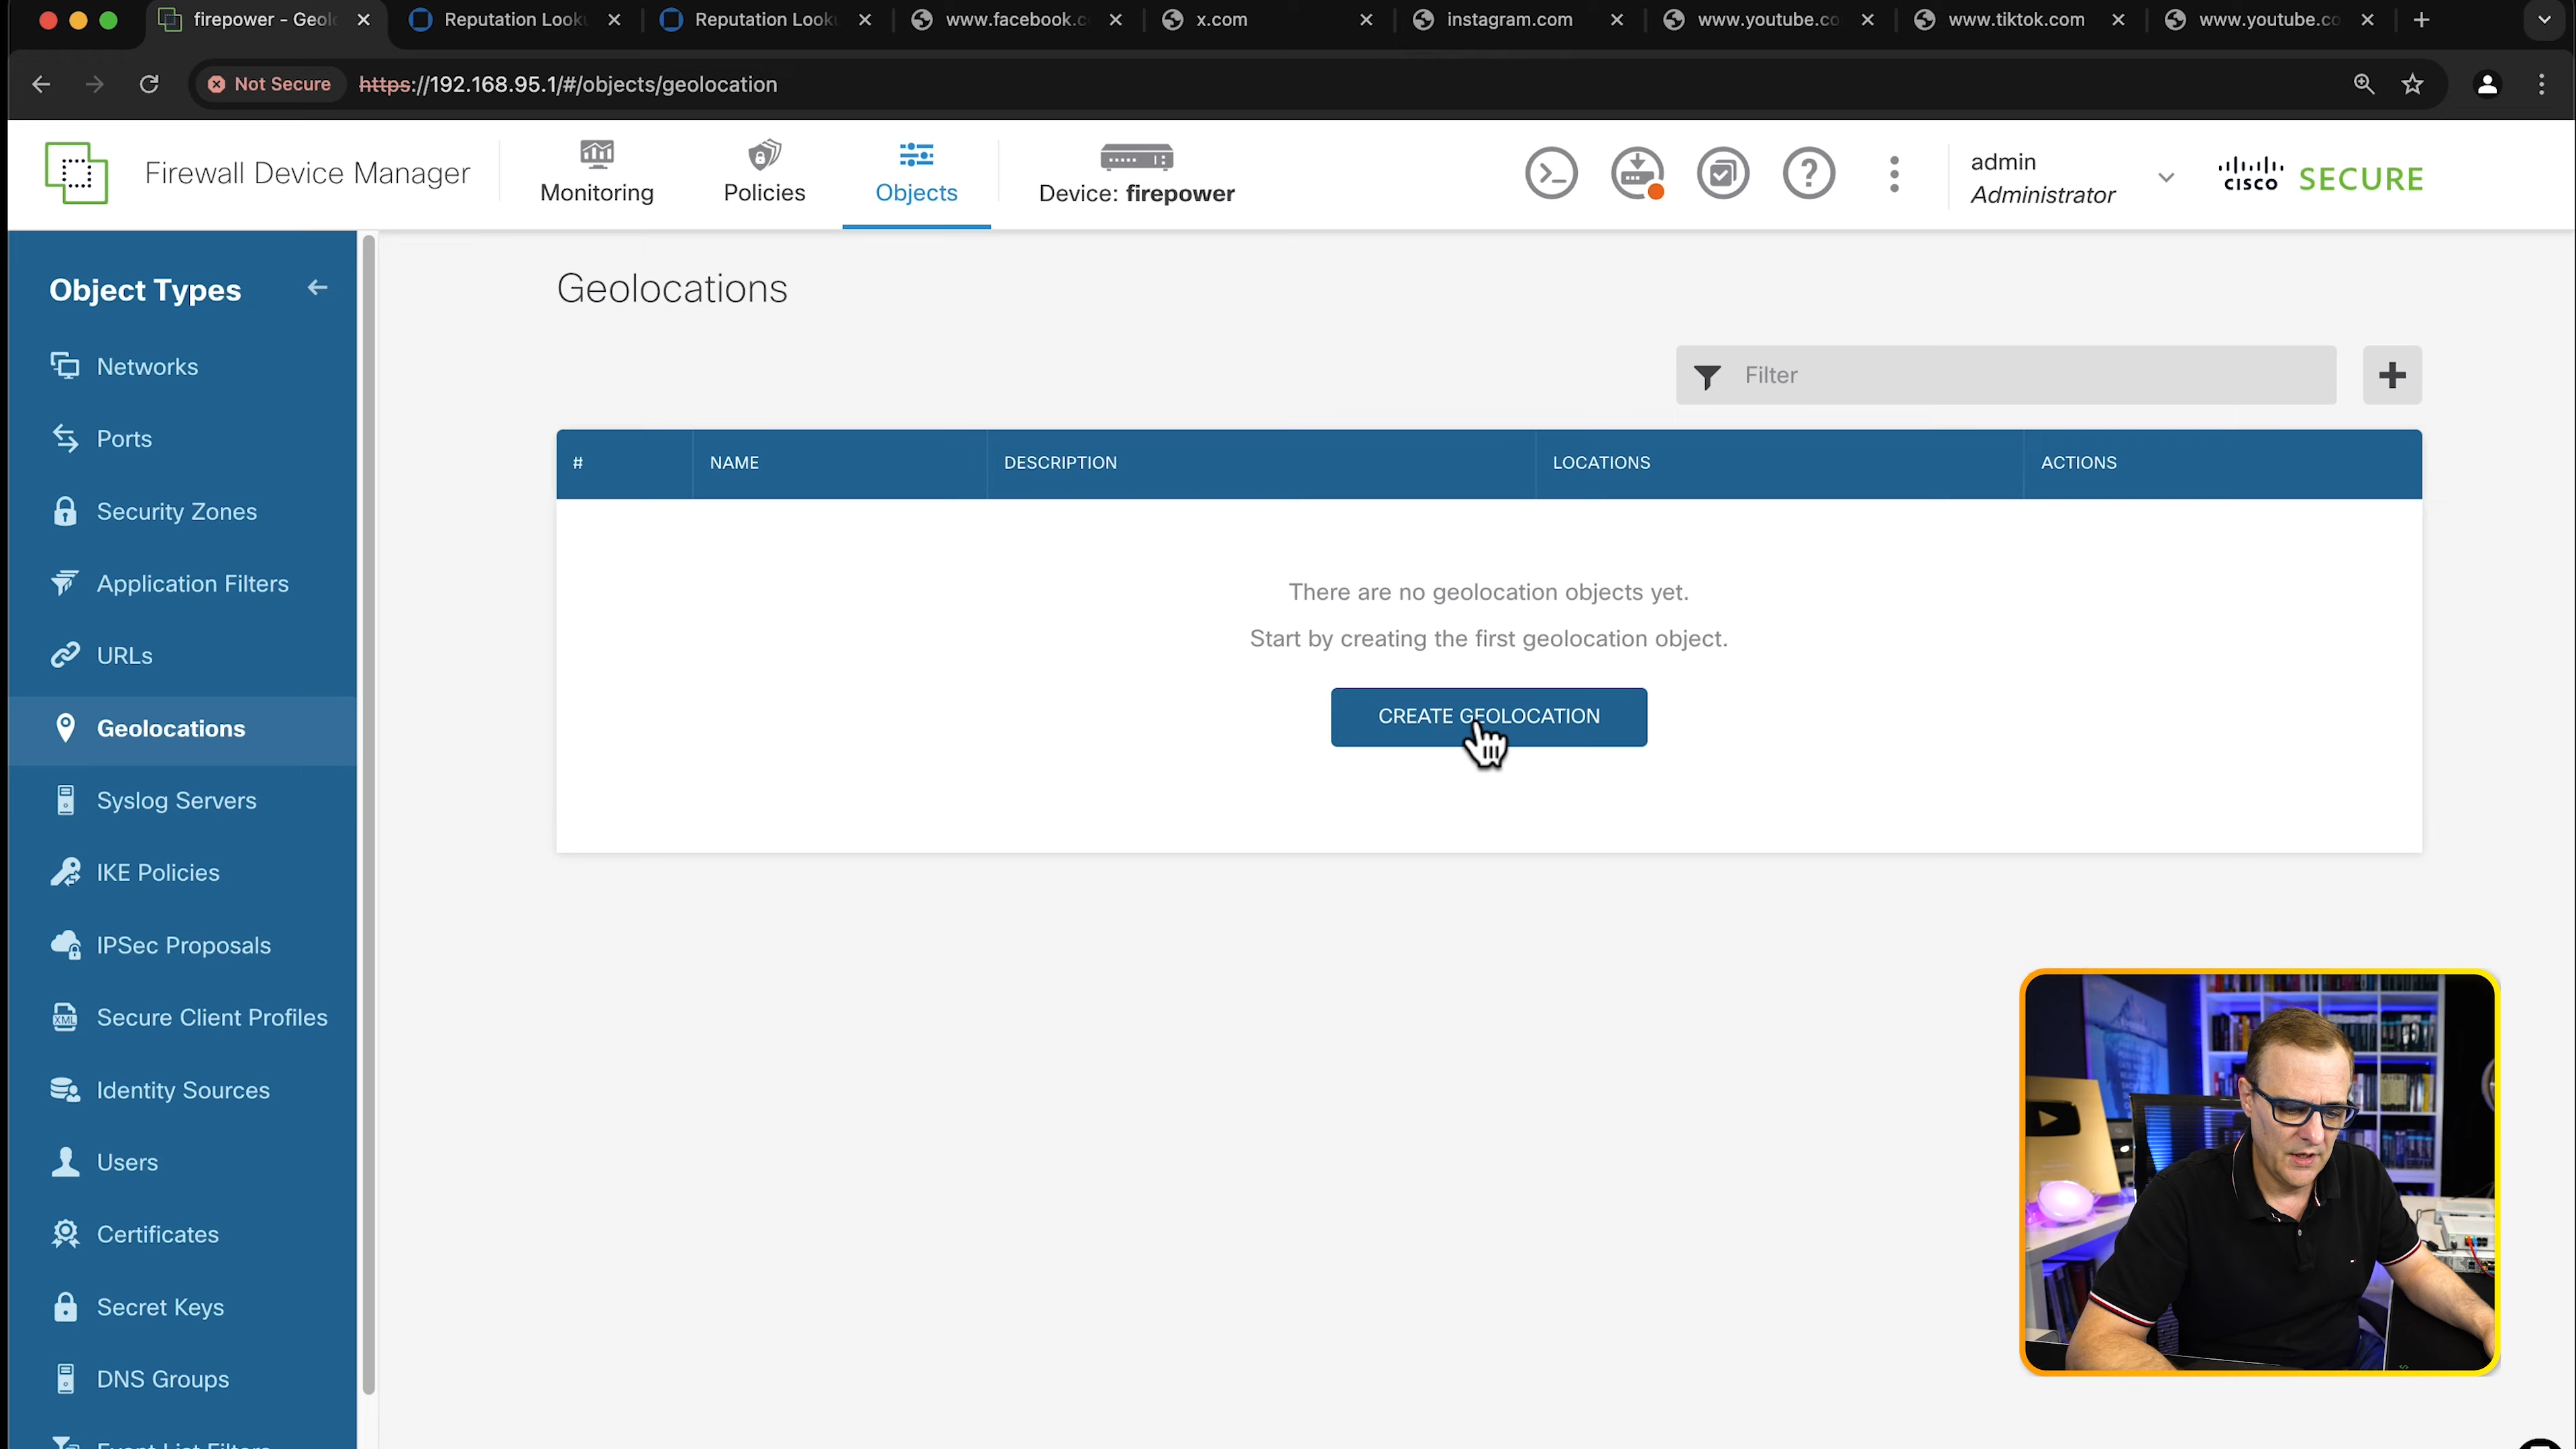 firepower - Geol
Reputation Look
Reputation Look
www.facebook.c
x.com
instagram.com
www.youtube.co
www.tiktok.com
www.youtube.co
Not Secure
https://192.168.95.1/#/objects/geolocation
Firewall Device Manager
Monitoring
Policies
Objects
Device: firepower
admin
Administrator
CISCO SECURE
Object Types
Networks
Ports
Security Zones
Application Filters
URLs
Geolocations
Syslog Servers
IKE Policies
IPSec Proposals
XML
Secure Client Profiles
Identity Sources
Users
Certificates
Secret Keys
DNS Groups
Event List Filters
Geolocations
Filter
# NAME DESCRIPTION LOCATIONS ACTIONS
There are no geolocation objects yet.
Start by creating the first geolocation object.
CREATE GEOLOCATION